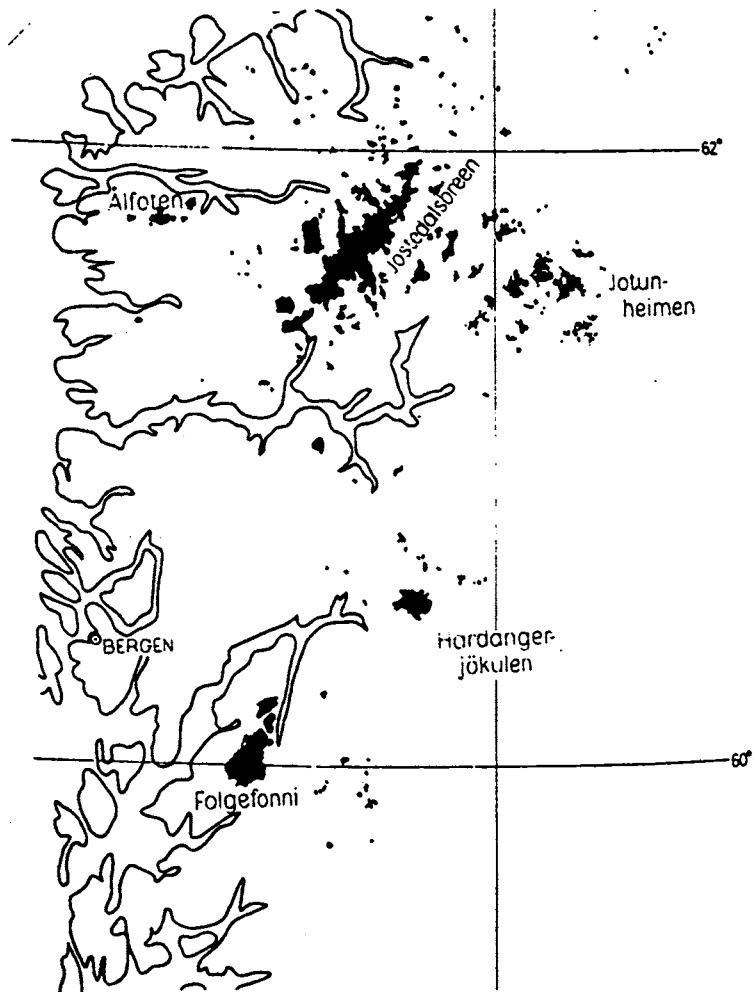 62°
Ålfoten
Jostedalsbreen
Jotun-
heimen
BERGEN
Hardanger-
jökulen
60°
Folgefonni